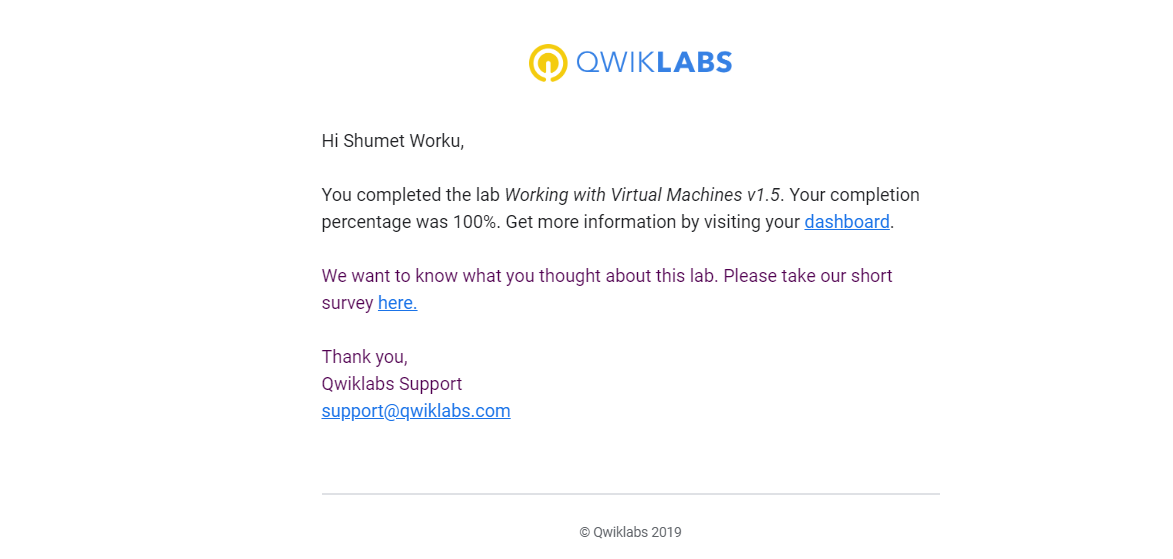 QWIKLABS
Hi Shumet Worku,
You completed the lab Working with Virtual Machines v1.5. Your completion
percentage was 100%. Get more information by visiting your dashboard.
We want to know what you thought about this lab. Please take our short
survey here.
Thank you,
Qwiklabs Support
support@qwiklabs.com
© Qwiklabs 2019